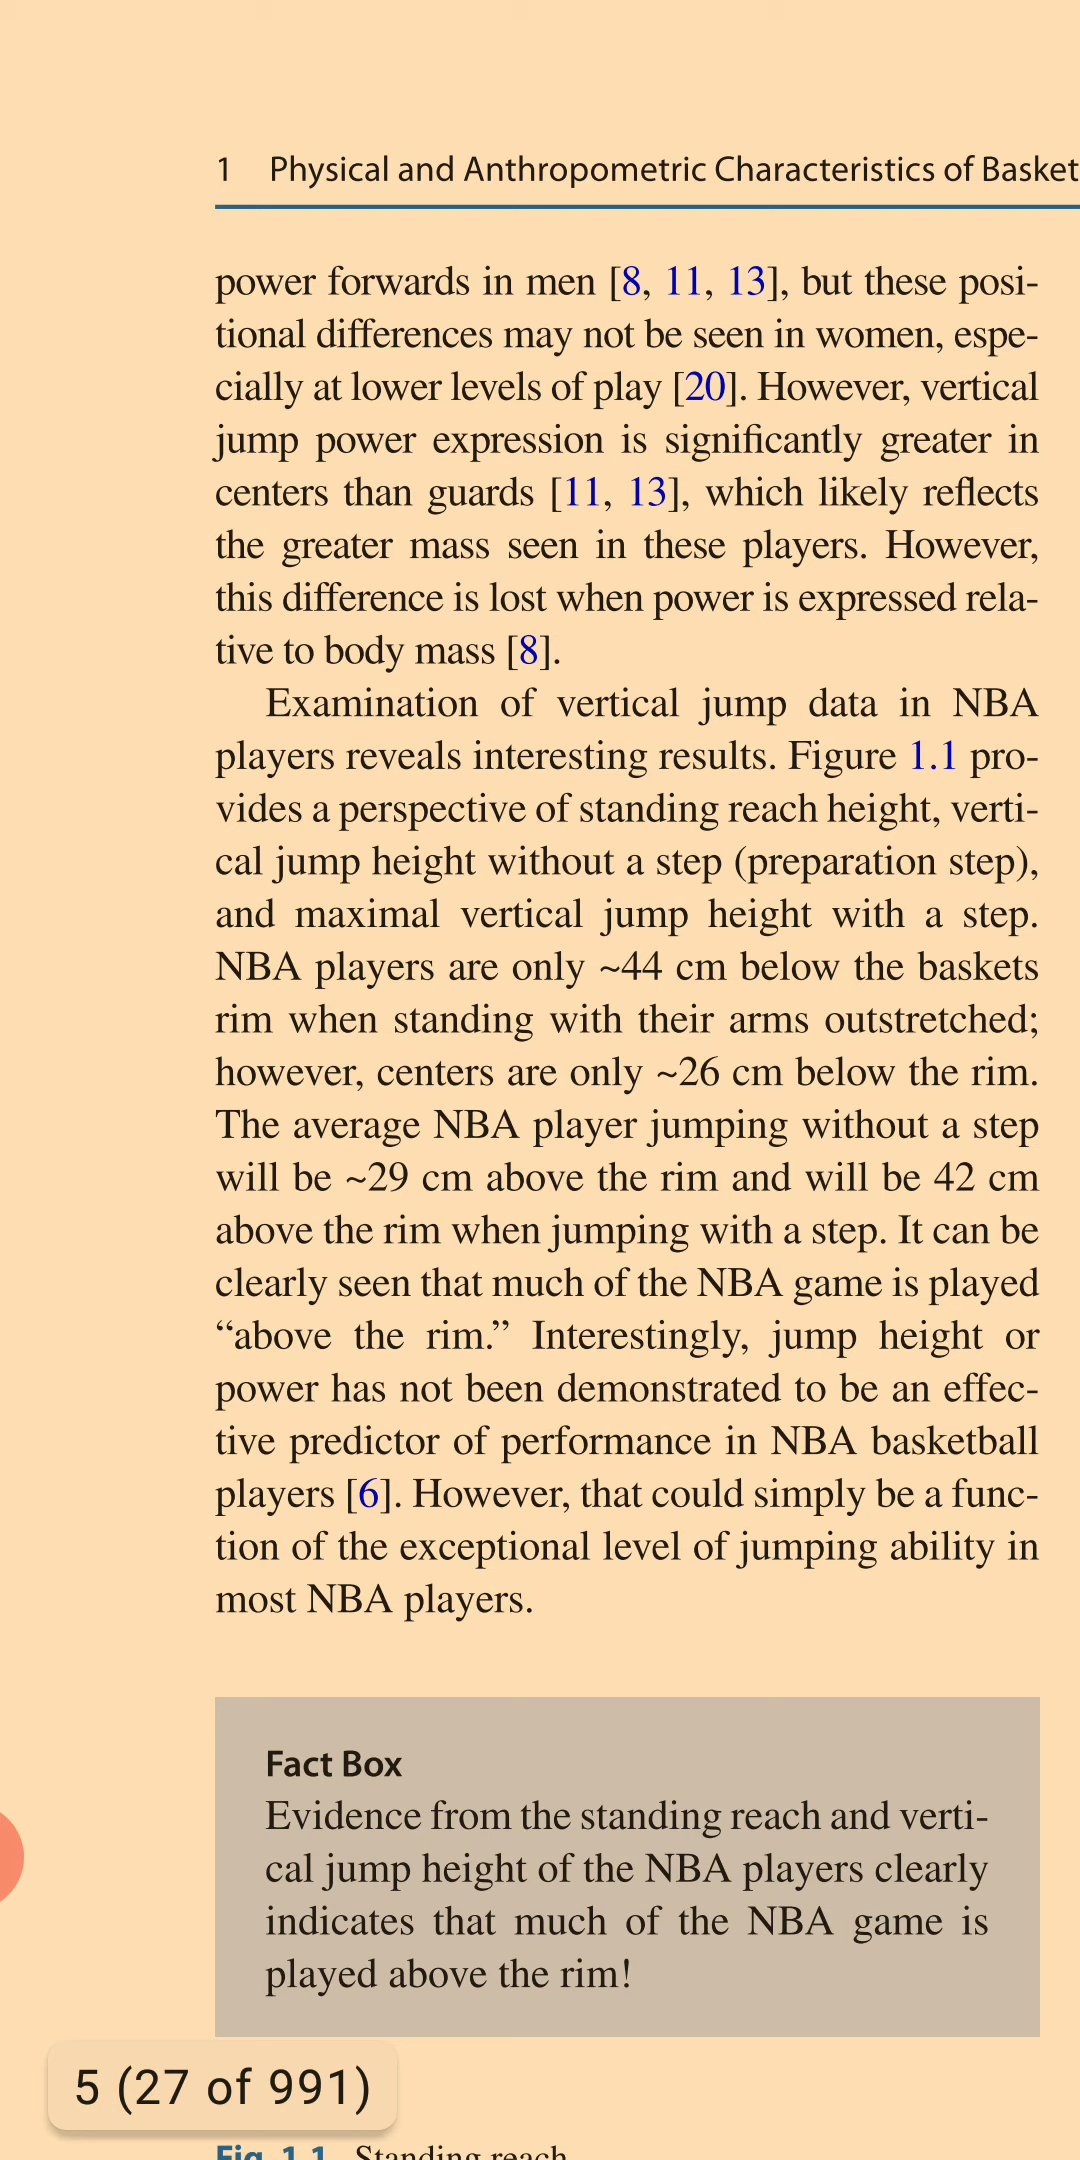 1 Physical and Anthropometric Characteristics of Basket
power forwards in men [8, 11, 13], but these posi-
tional differences may not be seen in women, espe-
cially at lower levels of play [20]. However, vertical
jump power expression is significantly greater in
centers than guards [11, 13], which likely reflects
the greater mass seen in these players. However,
this difference is lost when power is expressed rela-
tive to body mass [8].
Examination of vertical jump data in NBA
players reveals interesting results. Figure 1.1 pro-
vides a perspective of standing reach height, verti-
cal jump height without a step (preparation step),
and maximal vertical jump height with a step.
NBA players are only ~44 cm below the baskets
rim when standing with their arms outstretched;
however, centers are only ~26 cm below the rim.
The average NBA player jumping without a step
will be ~29 cm above the rim and will be 42 cm
above the rim when jumping with a step. It can be
clearly seen that much of the NBA game is played
“above the rim.” Interestingly, jump height or
power has not been demonstrated to be an effec-
tive predictor of performance in NBA basketball
players [6]. However, that could simply be a func-
tion of the exceptional level of jumping ability in
most NBA players.
Fact Box
Evidence from the standing reach and verti-
cal jump height of the NBA players clearly
indicates that much of the NBA game is
played above the rim!
5 (27 of 991)
Fig. 1.1 Standing reach